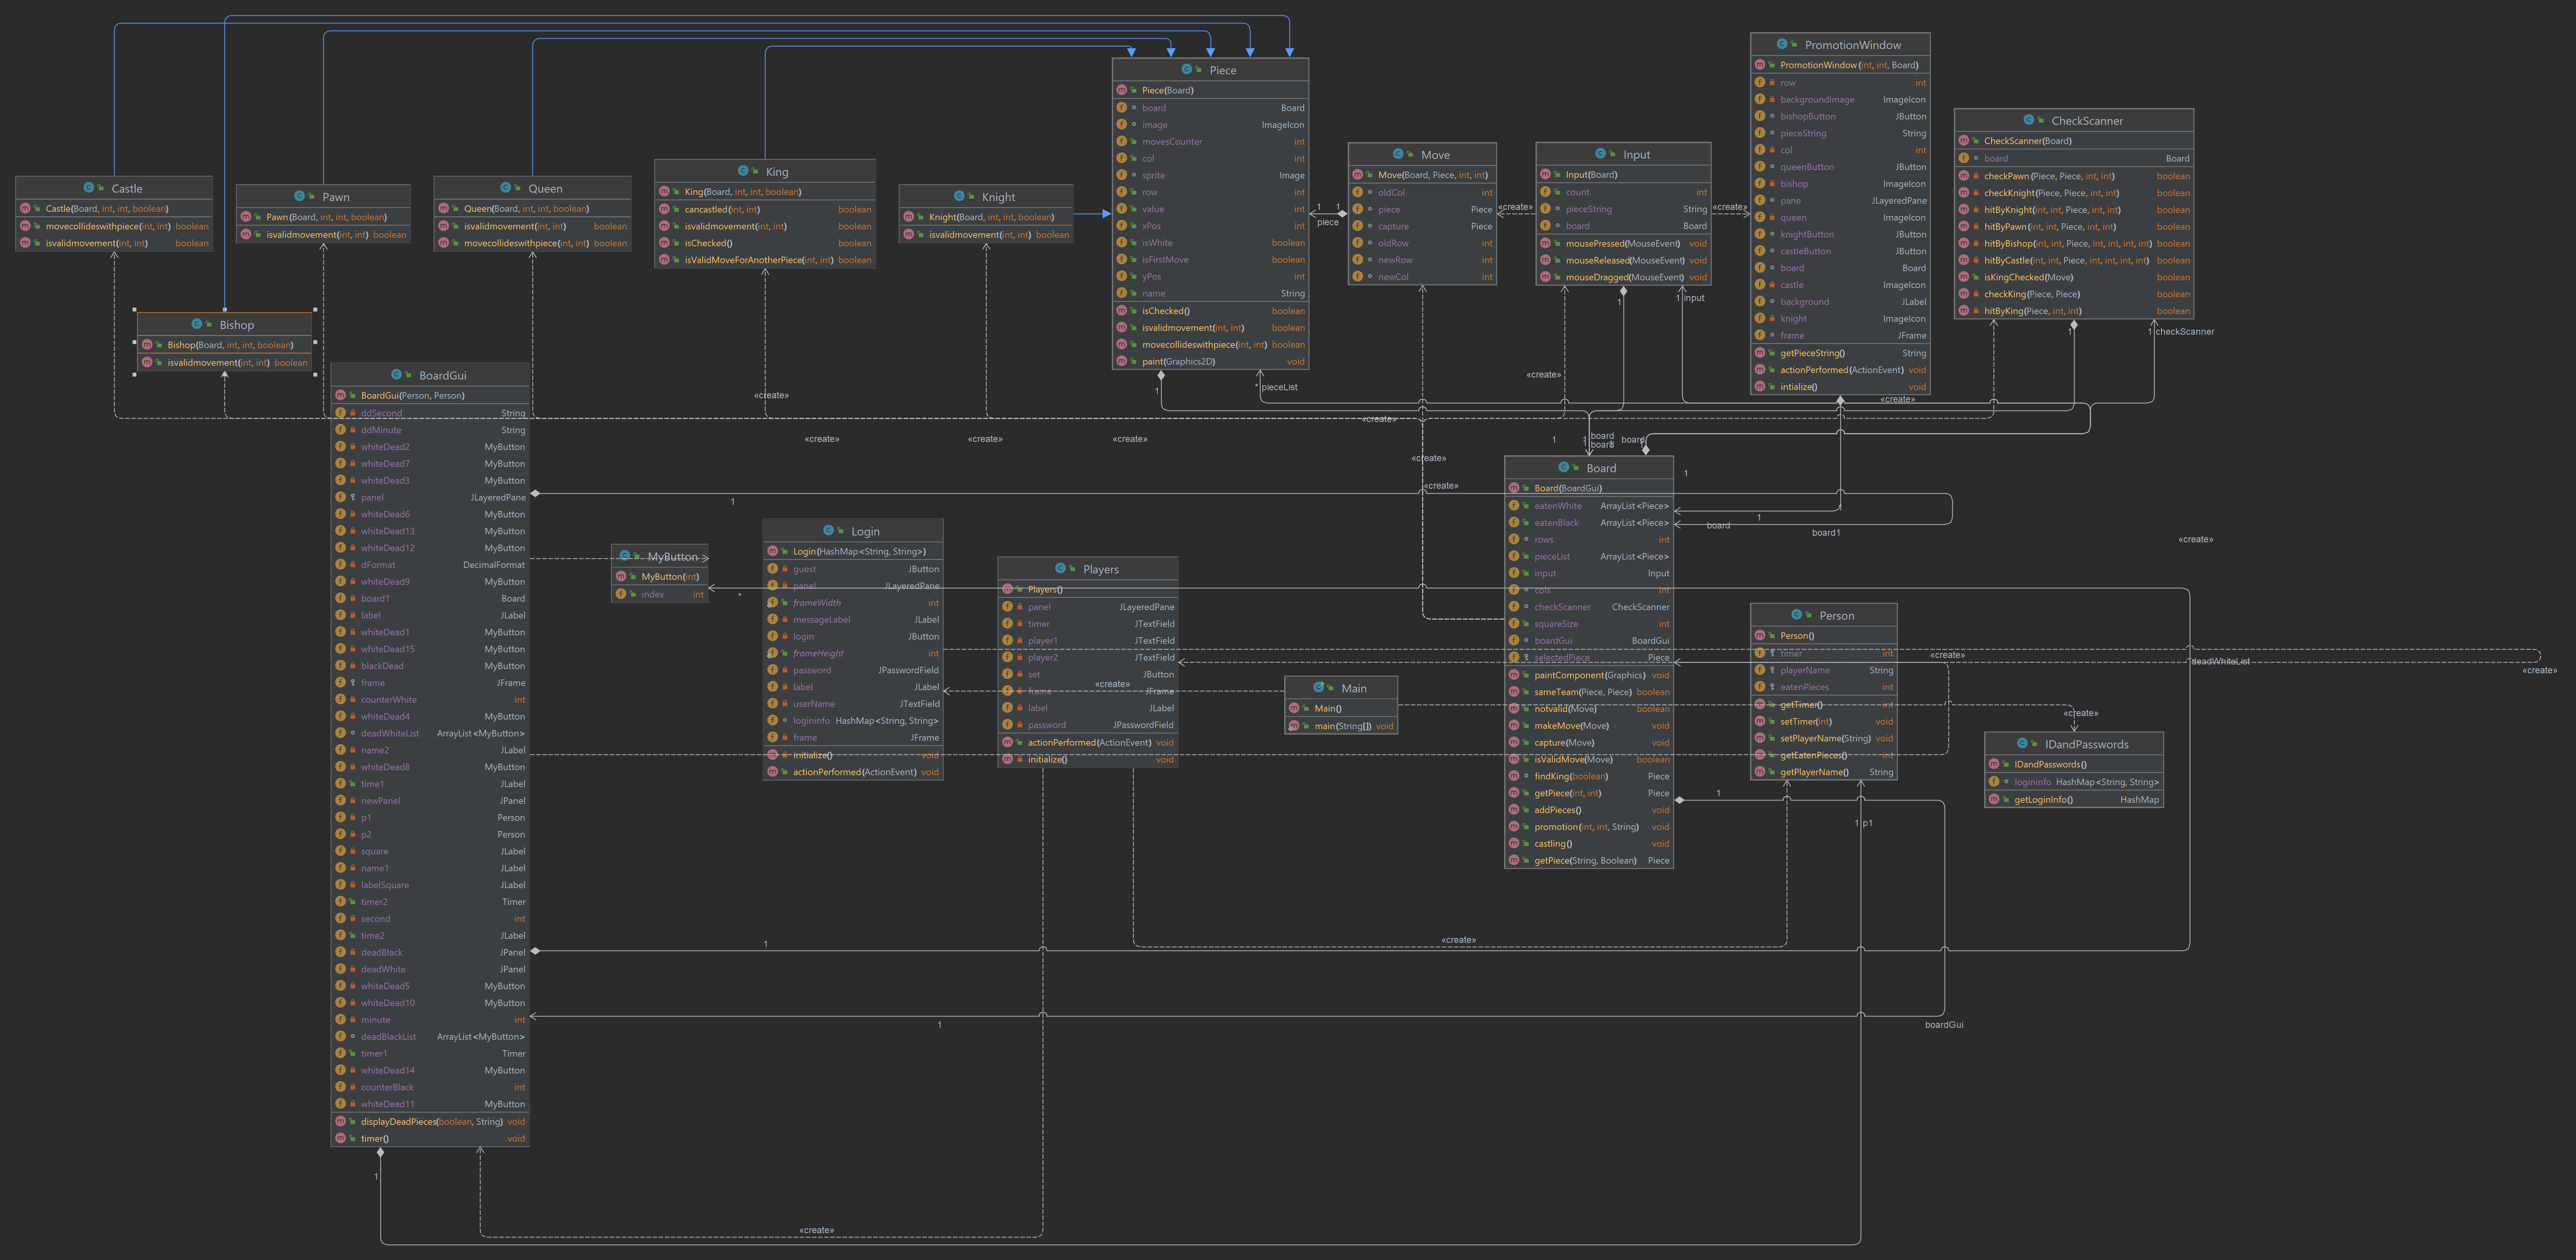 Castle
Castle(Board, int, int, boolean)
movecollideswithpiece(int, int) boolean
isvalidmovement(int, int) boolean
Bishop
Bishop(Board, int, int, boolean)
isvalidmovement(int, int) boolean
Pawn
Pawn(Board, int, int, boolean)
isvalidmovement(int, int) boolean
Queen
Queen(Board, int, int, boolean)
isvalidmovement(int, int) boolean
movecollideswithpiece(int, int) boolean
King
King(Board, int, int, boolean)
cancastled(int, int) boolean
isvalidmovement(int, int) boolean
isChecked() boolean
isValidMoveForAnotherPiece(int, int) boolean
Knight
Knight(Board, int, int, boolean)
isvalidmovement(int, int) boolean
Piece
Piece(Board)
board Board
image ImageIcon
movesCounter int
col int
sprite Image
row int
value int
xPos int
isWhite boolean
isFirstMove boolean
yPos int
name String
isChecked() boolean
isvalidmovement(int, int) boolean
movecollideswithpiece(int, int) boolean
paint(Graphics2D) void
1 1
piece
Move
Move(Board, Piece, int, int)
oldCol int
piece Piece
capture Piece
oldRow int
newRow int
newCol int
«create»
Input
Input(Board)
count int
pieceString String
board Board
mousePressed(MouseEvent) void
mouseReleased(MouseEvent) void
mouseDragged(MouseEvent) void
«create»
PromotionWindow
PromotionWindow(int, int, Board)
row int
backgroundImage ImageIcon
bishopButton JButton
pieceString String
col int
queenButton JButton
bishop ImageIcon
pane JLayeredPane
queen ImageIcon
knightButton JButton
castleButton JButton
board Board
castle ImageIcon
background JLabel
knight ImageIcon
frame JFrame
getPieceString() String
actionPerformed(ActionEvent) void
intialize() void
CheckScanner
CheckScanner(Board)
board Board
checkPawn(Piece, Piece, int, int) boolean
checkKnight(Piece, Piece, int, int) boolean
hitByKnight(int, int, Piece, int, int) boolean
hitByPawn(int, int, Piece, int, int) boolean
hitByBishop(int, int, Piece, int, int, int, int) boolean
hitByCastle(int, int, Piece, int, int, int, int) boolean
isKingChecked(Move) boolean
checkKing(Piece, Piece) boolean
hitByKing(Piece, int, int) boolean
1 1 input
1 1 checkScanner
«create»
1 * pieceList
«create» «create»
«create»
«create» «create» «create»
1 board
board
board
«create»
1
«create»
BoardGui
BoardGui(Person, Person)
ddSecond String
ddMinute String
whiteDead2 MyButton
whiteDead7 MyButton
whiteDead3 MyButton
panel JLayeredPane
whiteDead6 MyButton
whiteDead13 MyButton
whiteDead12 MyButton
dFormat DecimalFormat
whiteDead9 MyButton
board1 Board
label JLabel
whiteDead1 MyButton
whiteDead15 MyButton
blackDead MyButton
frame JFrame
counterWhite int
whiteDead4 MyButton
deadWhiteList ArrayList<MyButton>
name2 JLabel
whiteDead8 MyButton
time1 JLabel
newPanel JPanel
p1 Person
p2 Person
square JLabel
name1 JLabel
labelSquare JLabel
timer2 Timer
second int
time2 JLabel
deadBlack JPanel
deadWhite JPanel
whiteDead5 MyButton
whiteDead10 MyButton
minute int
deadBlackList ArrayList<MyButton>
timer1 Timer
whiteDead14 MyButton
counterBlack int
whiteDead11 MyButton
displayDeadPieces(boolean, String) void
timer() void
1
MyButton
MyButton(int)
index int
*
Login
Login(HashMap<String, String>)
guest JButton
panel JLayeredPane
frameWidth int
messageLabel JLabel
login JButton
frameHeight int
password JPasswordField
label JLabel
userName JTextField
logininfo HashMap<String, String>
frame JFrame
initialize() void
actionPerformed(ActionEvent) void
Players
Players()
panel JLayeredPane
timer JTextField
player1 JTextField
player2 JTextField
set JButton
frame JFrame
label JLabel
password JPasswordField
actionPerformed(ActionEvent) void
initialize() void
«create»
Main
Main()
main(String[]) void
Board
Board(BoardGui)
eatenWhite ArrayList<Piece>
eatenBlack ArrayList<Piece>
rows int
pieceList ArrayList<Piece>
input Input
cols int
checkScanner CheckScanner
squareSize int
boardGui BoardGui
selectedPiece Piece
paintComponent(Graphics) void
sameTeam(Piece, Piece) boolean
notvalid(Move) boolean
makeMove(Move) void
capture(Move) void
isValidMove(Move) boolean
findKing(boolean) Piece
getPiece(int, int) Piece
addPieces() void
promotion(int, int, String) void
castling() void
getPiece(String, Boolean) Piece
1
board
board1
«create»
Person
Person()
timer int
playerName String
eatenPieces int
getTimer() int
setTimer(int) void
setPlayerName(String) void
getEatenPieces() int
getPlayerName() String
«create»
deadWhiteList
«create»
«create»
IDandPasswords
IDandPasswords()
logininfo HashMap<String, String>
getLoginInfo() HashMap
1
1 p1
1
«create»
1
boardGui
1
«create»